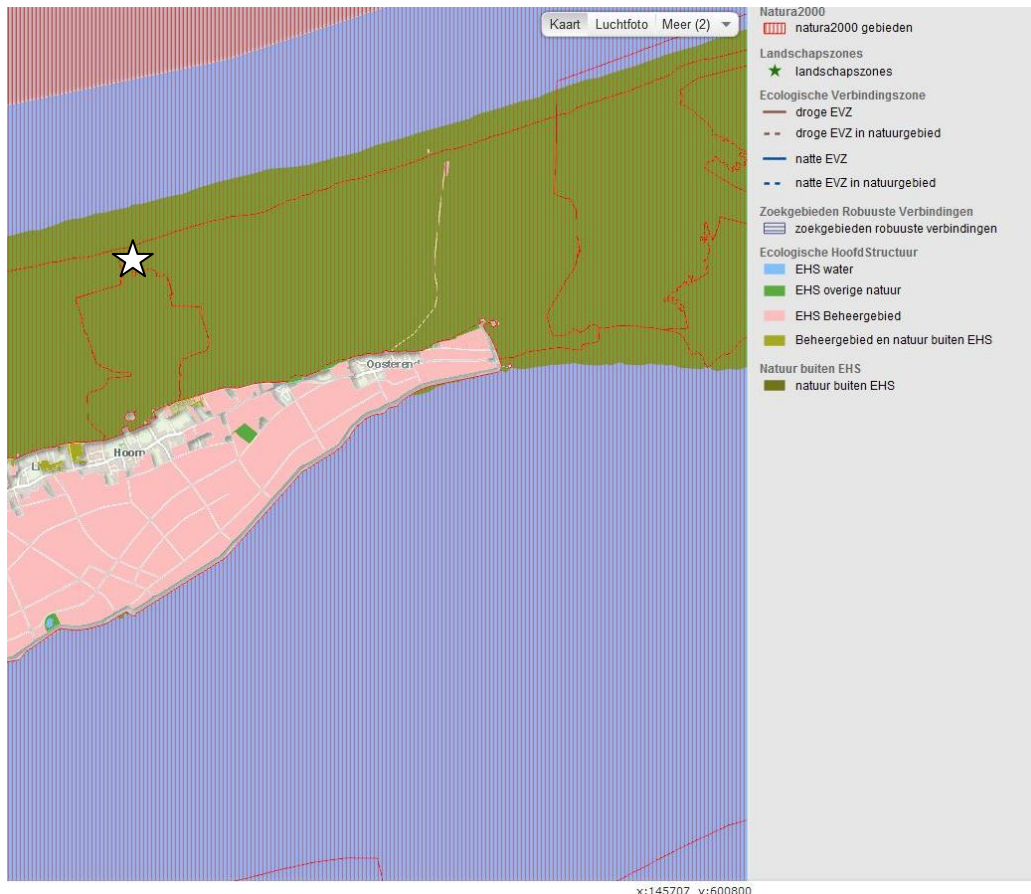 Kaart Luchtfoto Meer (2)
Natura2000
natura2000 gebieden
Landschapszones
landschapszones
Ecologische Verbindingszone
droge EVZ
droge EVZ in natuurgebied
natte EVZ
natte EVZ in natuurgebied
Zoekgebieden Robuuste Verbindingen
zoekgebieden robuuste verbindingen
Ecologische HoofdStructuur
EHS water
EHS overige natuur
EHS Beheergebied
Beheergebied en natuur buiten EHS
Natuur buiten EHS
natuur buiten EHS
Oosterend
Hoorn
x:145707 y:600800